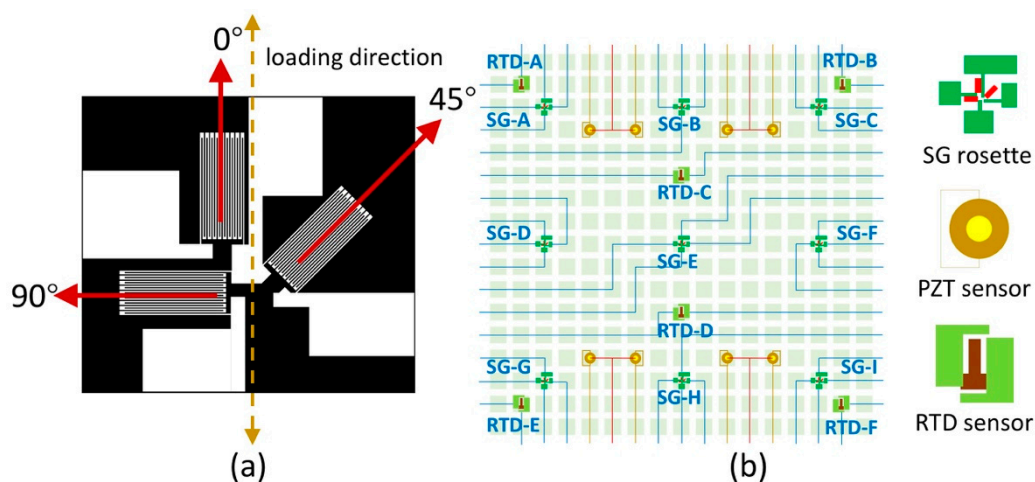 0°
loading direction
45°
90°
(a)
RTD-A
RTD-B
SG-A
SG-B
SG-C
RTD-C
SG-D
SG-F
SG-E
RTD-D
SG-G
SG-I
SG-H
RTD-E
RTD-F
(b)
SG rosette
PZT sensor
RTD sensor